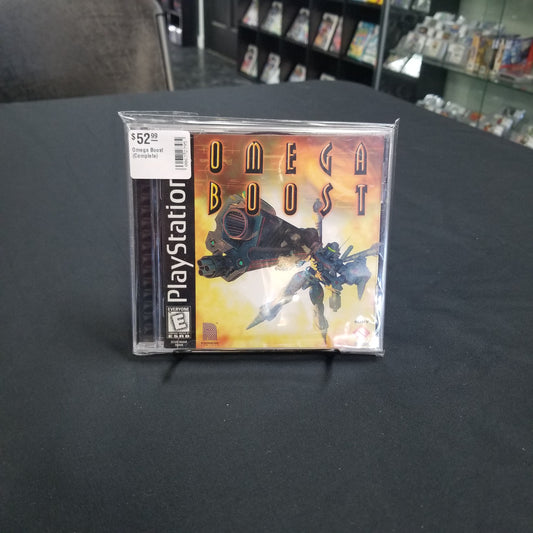 $52.99
Omega Boost
(Complete)
PlayStation
OMEGA
BOOST
EVERYONE
E
ESRB